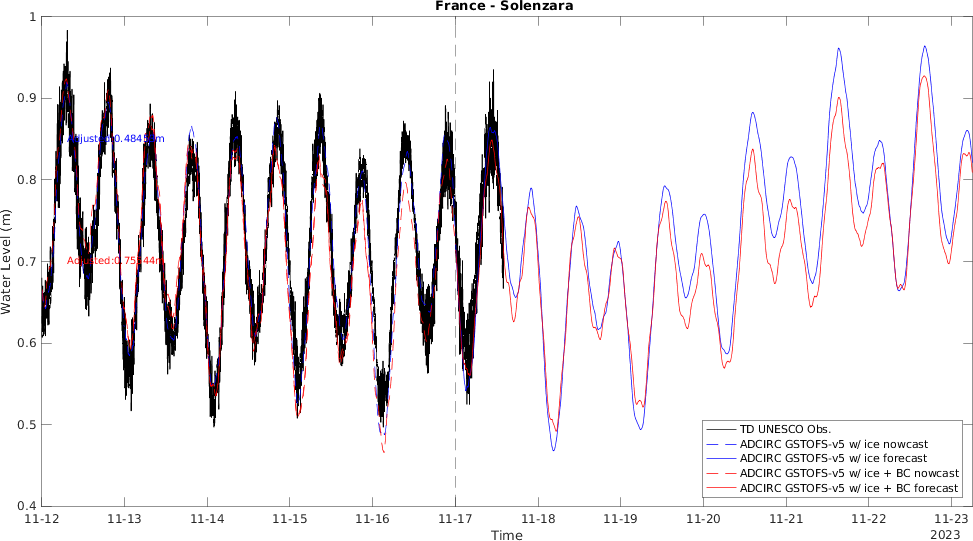 France - Solenzara
Water Level (m)
1
0.9
0.8
0.7
0.6
0.5
0.4
TD UNESCO Obs.
ADCIRC GSTOFS-v5 w/ ice nowcast
ADCIRC GSTOFS-v5 w/ ice forecast
ADCIRC GSTOFS-v5 w/ ice + BC nowcast
ADCIRC GSTOFS-v5 w/ ice + BC forecast
11-12 11-13 11-14 11-15 11-16 11-17 11-18 11-19 11-20 11-21 11-22 11-23
Time
2023